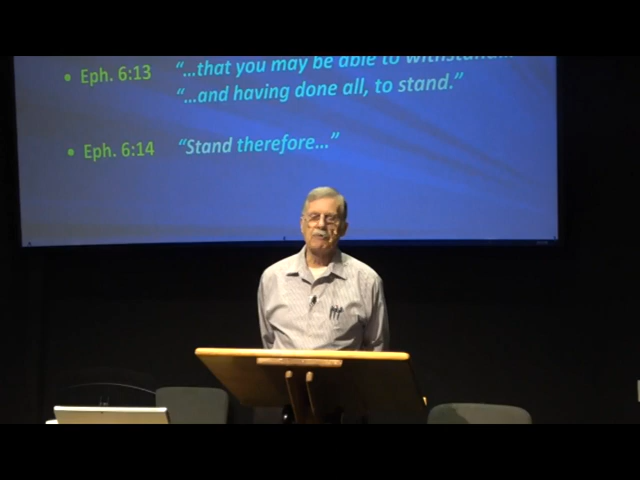 • Eph. 6:13 “...that you may be able to withstand...
“...and having done all, to stand.”
• Eph. 6:14 “Stand therefore...”